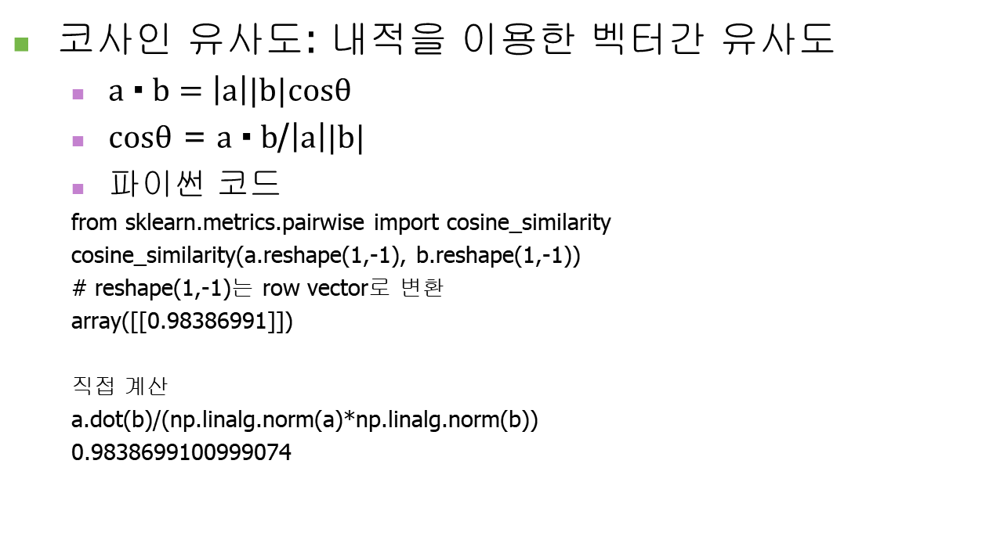 코사인 유사도: 내적을 이용한 벡터간 유사도
a ▪ b = |a||b|cosθ
cosθ = a ▪ b/|a||b|
파이썬 코드
from sklearn.metrics.pairwise import cosine_similarity
cosine_similarity(a.reshape(1,-1), b.reshape(1,-1))
# reshape(1,-1)는 row vector로 변환
array([[0.98386991]])
직접 계산
a.dot(b)/(np.linalg.norm(a)*np.linalg.norm(b))
0.9838699100999074